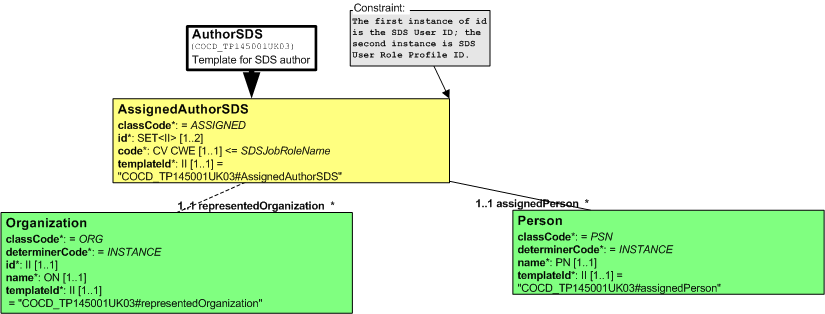 AuthorSDS
(COCD_TP145001UK03)
Template for SDS author
Constraint:
The first instance of id
is the SDS User ID; the
second instance is SDS
User Role Profile ID.
AssignedAuthorSDS
classCode*: = ASSIGNED
id*: SET<II> [1..2]
code*: CV CWE [1..1] <= SDSJobRoleName
templateId*: II [1..1] =
"COCD_TP145001UK03#AssignedAuthorSDS"
1..1 representedOrganization *
1..1 assignedPerson *
Organization
classCode*: = ORG
determinerCode*: = INSTANCE
id*: II [1..1]
name*: ON [1..1]
templateId*: II [1..1]
= "COCD_TP145001UK03#representedOrganization"
Person
classCode*: = PSN
determinerCode*: = INSTANCE
name*: PN [1..1]
templateId*: II [1..1] =
"COCD_TP145001UK03#assignedPerson"